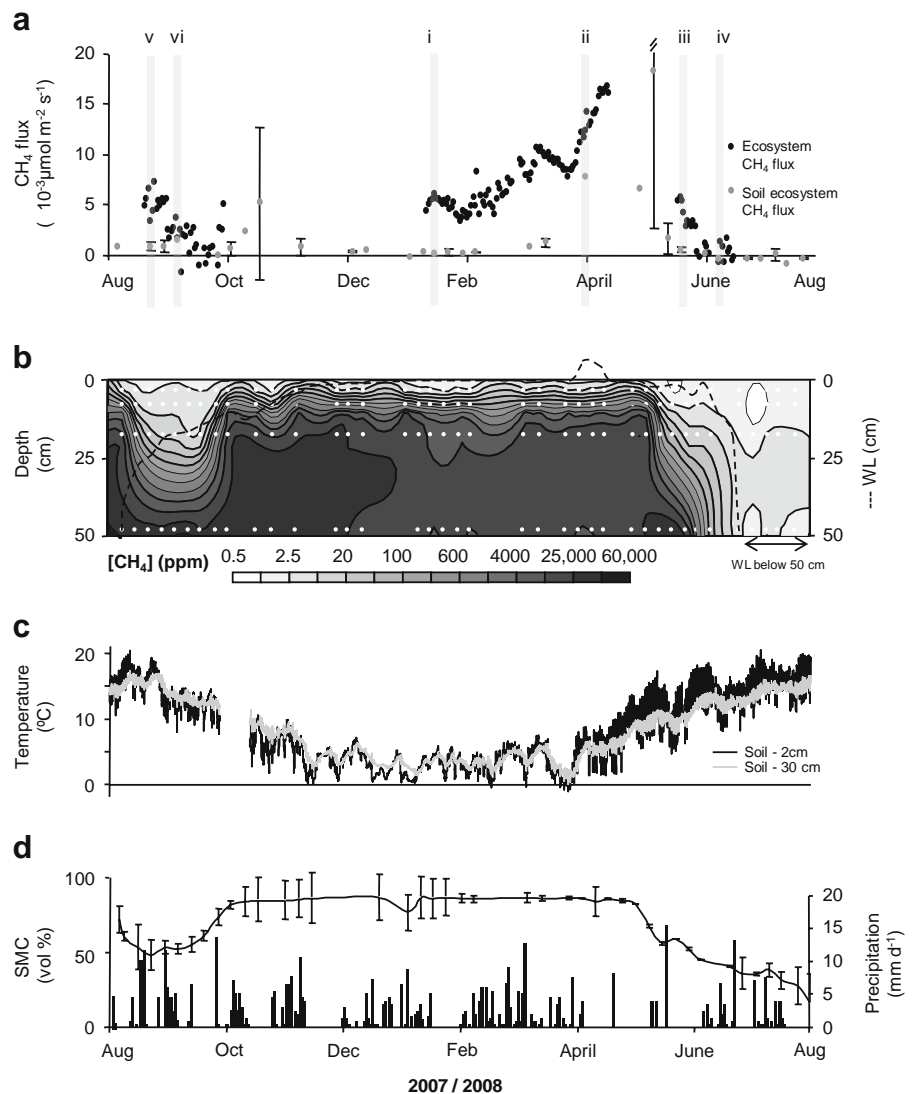 a
v vi i ii iii iv
20
15
10
5
0
CH₄ flux
( 10⁻³µmol m⁻² s⁻¹)
Ecosystem
CH₄ flux
Soil ecosystem
CH₄ flux
Aug Oct Dec Feb April June Aug
b
0
25
50
Depth
(cm)
0
25
50
--- WL (cm)
[CH₄] (ppm)
0.5 2.5 20 100 600 4000 25,000 60,000
WL below 50 cm
c
20
10
0
Temperature
(ºC)
Soil - 2cm
Soil - 30 cm
d
100
50
0
SMC
(vol %)
20
15
10
5
0
Precipitation
(mm d⁻¹)
Aug Oct Dec Feb April June Aug
2007 / 2008